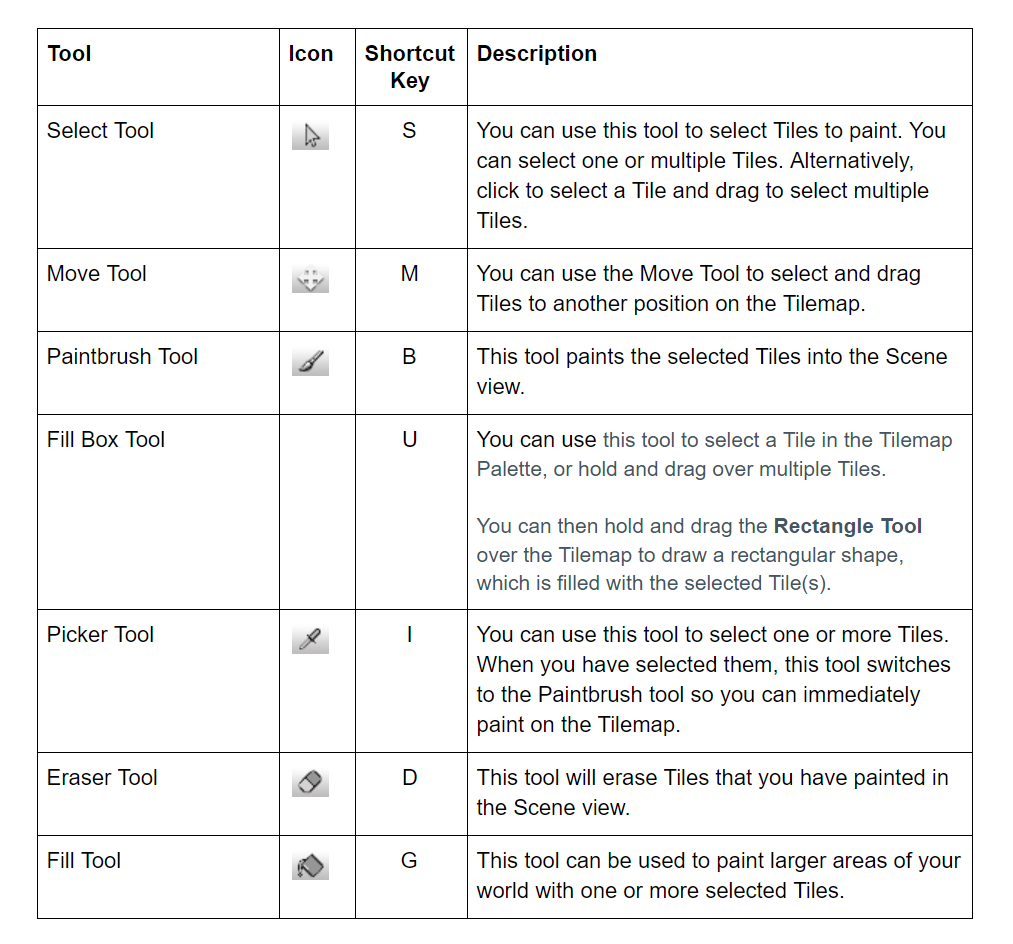 Tool Icon Shortcut Key Description
Select Tool S You can use this tool to select Tiles to paint. You
can select one or multiple Tiles. Alternatively,
click to select a Tile and drag to select multiple
Tiles.
Move Tool M You can use the Move Tool to select and drag
Tiles to another position on the Tilemap.
Paintbrush Tool B This tool paints the selected Tiles into the Scene
view.
Fill Box Tool U You can use this tool to select a Tile in the Tilemap
Palette, or hold and drag over multiple Tiles.
You can then hold and drag the Rectangle Tool
over the Tilemap to draw a rectangular shape,
which is filled with the selected Tile(s).
Picker Tool I You can use this tool to select one or more Tiles.
When you have selected them, this tool switches
to the Paintbrush tool so you can immediately
paint on the Tilemap.
Eraser Tool D This tool will erase Tiles that you have painted in
the Scene view.
Fill Tool G This tool can be used to paint larger areas of your
world with one or more selected Tiles.